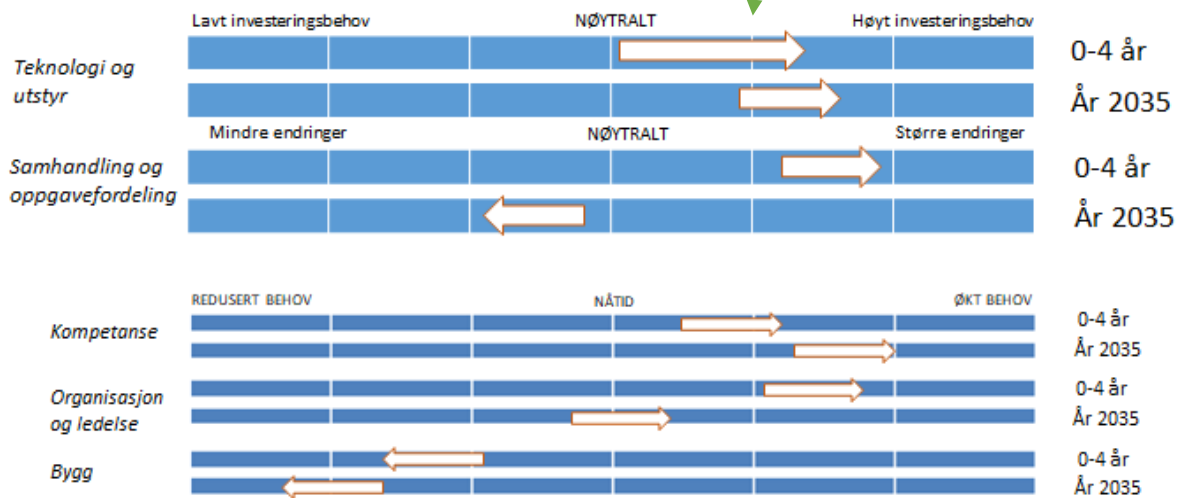 Lavt investeringsbehov NØYTRALT Høyt investeringsbehov
Teknologi og
utstyr
0-4 år
År 2035
Mindre endringer NØYTRALT Større endringer
Samhandling og
oppgavefordeling
0-4 år
År 2035
REDUSERT BEHOV NÅTID ØKT BEHOV
Kompetanse
0-4 år
År 2035
Organisasjon
og ledelse
0-4 år
År 2035
Bygg
0-4 år
År 2035